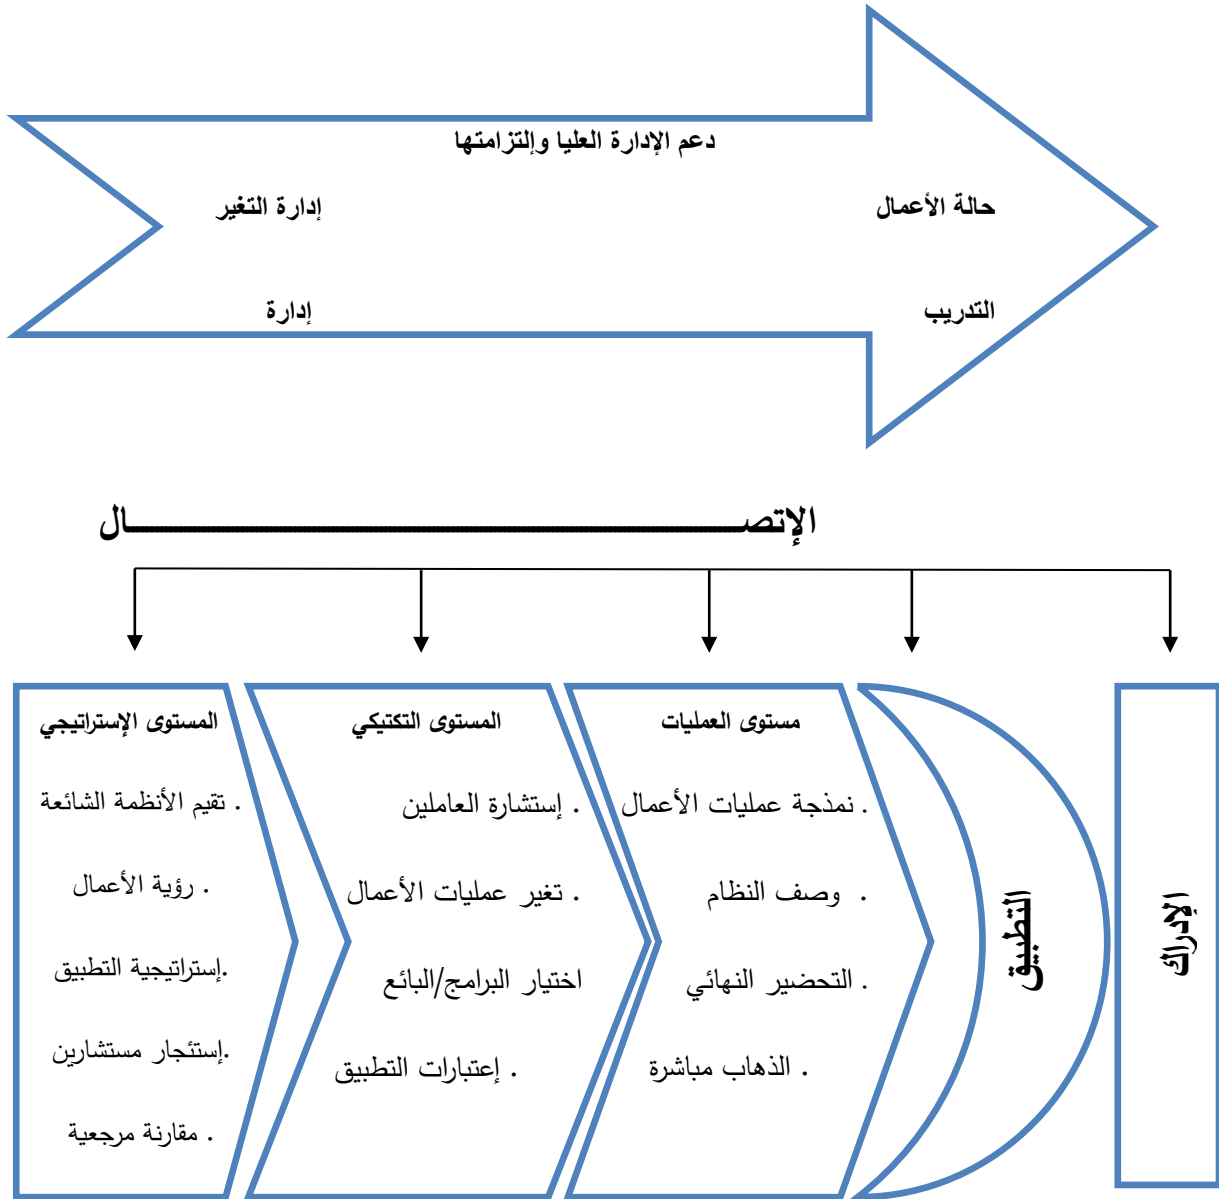 دعم الإدارة العليا وإلتزامتها
حالة الأعمال
إدارة التغير
التدريب
إدارة
الإتصـــــــــــــــــــــــــــــــــــــــــــــــــــال
المستوى الإستراتيجي
. تقيم الأنظمة الشائعة
. رؤية الأعمال
.إستراتيجية التطبيق
.إستئجار مستشارين
. مقارنة مرجعية
المستوى التكتيكي
. إستشارة العاملين
. تغير عمليات الأعمال
اختيار البرامج/البائع
. إعتبارات التطبيق
مستوى العمليات
. نمذجة عمليات الأعمال
. وصف النظام
. التحضير النهائي
. الذهاب مباشرة
التطبيق
الإدراك